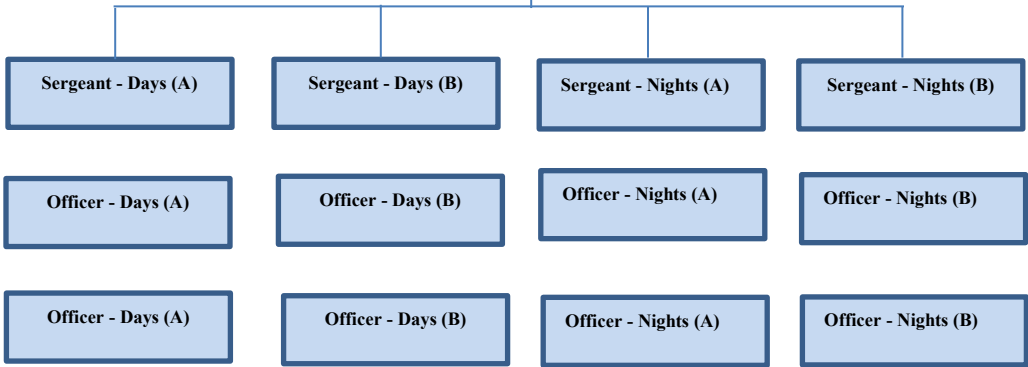 Sergeant - Days (A)
Sergeant - Days (B)
Sergeant - Nights (A)
Sergeant - Nights (B)
Officer - Days (A)
Officer - Days (B)
Officer - Nights (A)
Officer - Nights (B)
Officer - Days (A)
Officer - Days (B)
Officer - Nights (A)
Officer - Nights (B)